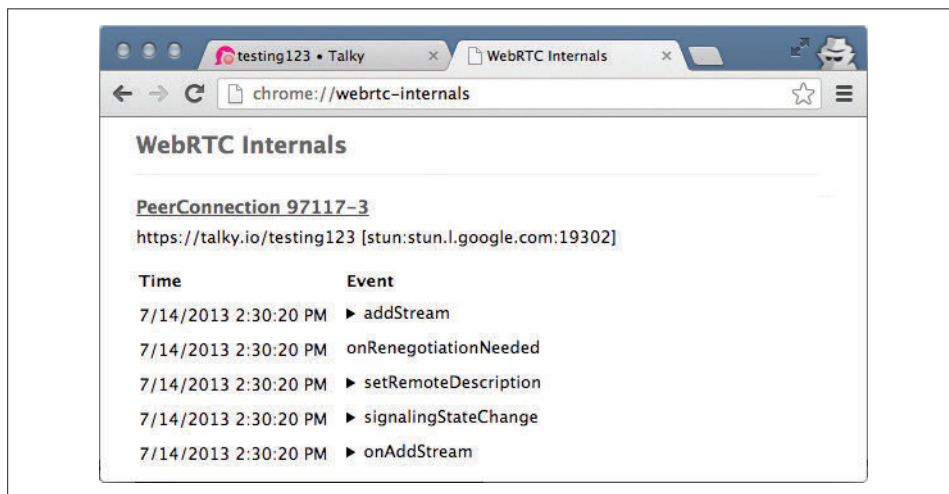 testing123 • Talky
WebRTC Internals
chrome://webrtc-internals
WebRTC Internals
PeerConnection 97117-3
https://talky.io/testing123 [stun:stun.l.google.com:19302]
Time Event
7/14/2013 2:30:20 PM ▶ addStream
7/14/2013 2:30:20 PM onRenegotiationNeeded
7/14/2013 2:30:20 PM ▶ setRemoteDescription
7/14/2013 2:30:20 PM ▶ signalingStateChange
7/14/2013 2:30:20 PM ▶ onAddStream